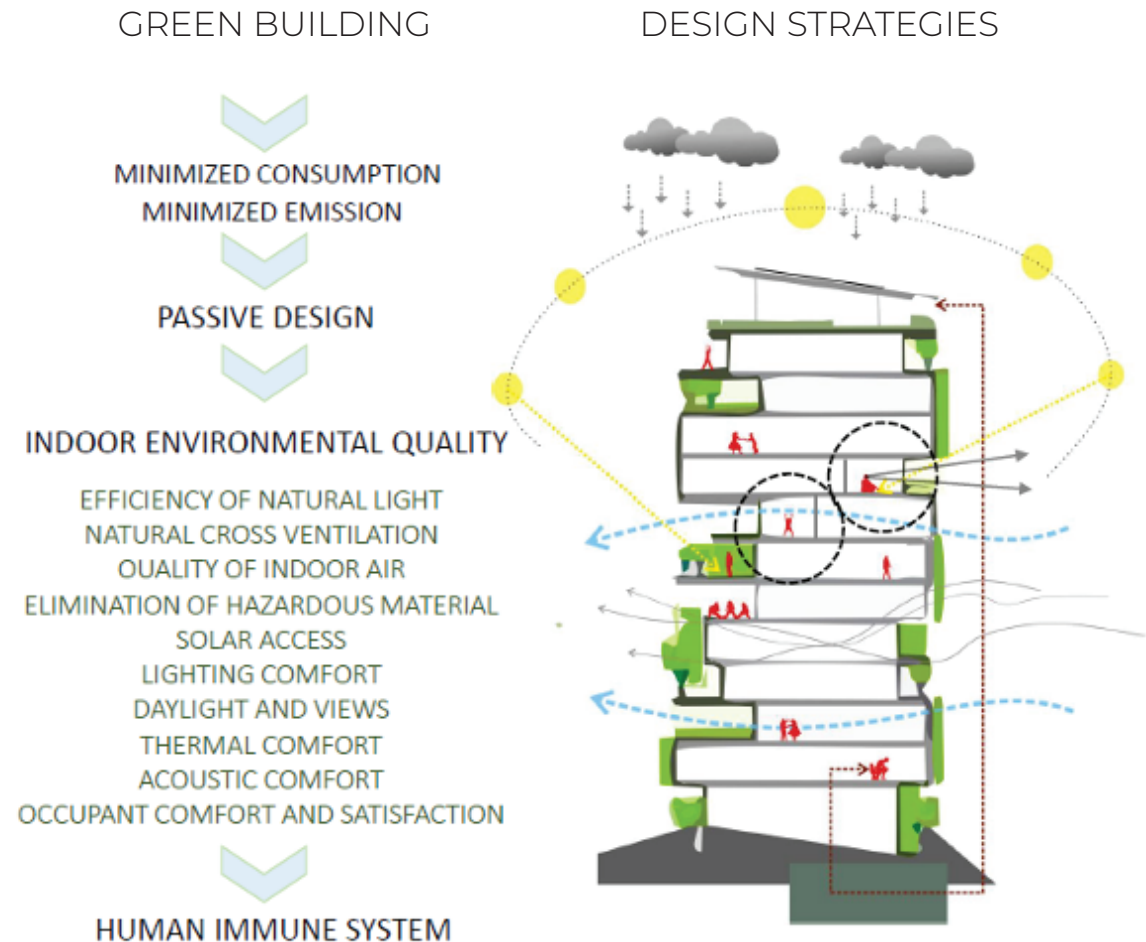 GREEN BUILDING
DESIGN STRATEGIES
MINIMIZED CONSUMPTION
MINIMIZED EMISSION
PASSIVE DESIGN
INDOOR ENVIRONMENTAL QUALITY
EFFICIENCY OF NATURAL LIGHT
NATURAL CROSS VENTILATION
OUALITY OF INDOOR AIR
ELIMINATION OF HAZARDOUS MATERIAL
SOLAR ACCESS
LIGHTING COMFORT
DAYLIGHT AND VIEWS
THERMAL COMFORT
ACOUSTIC COMFORT
OCCUPANT COMFORT AND SATISFACTION
HUMAN IMMUNE SYSTEM